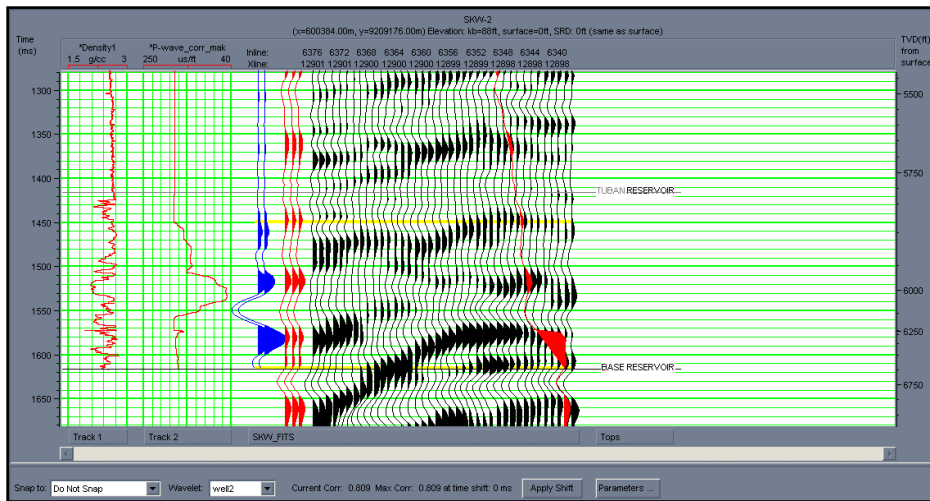 SKW-2
(x=600384.00m, y=9209176.00m) Elevation: kb=88ft, surface=0ft, SRD: 0ft (same as surface)
Time
(ms)
*Density1
1.5 g/cc 3
*P-wave_corr_mak
250 us/ft 40
Inline: 6376 6372 6368 6364 6360 6356 6352 6348 6344 6340
Xline: 12901 12901 12901 12900 12900 12899 12899 12898 12898 12898
TVD(ft)
from
surface
1300
1350
1400
1450
1500
1550
1600
1650
5500
5750
6000
6250
6750
TUBAN RESERVOIR
BASE RESERVOIR
Track 1
Track 2
SKW_FITS
Tops
Snap to: Do Not Snap Wavelet: well2 Current Corr: 0.809 Max Corr: 0.809 at time shift: 0 ms Apply Shift Parameters ...